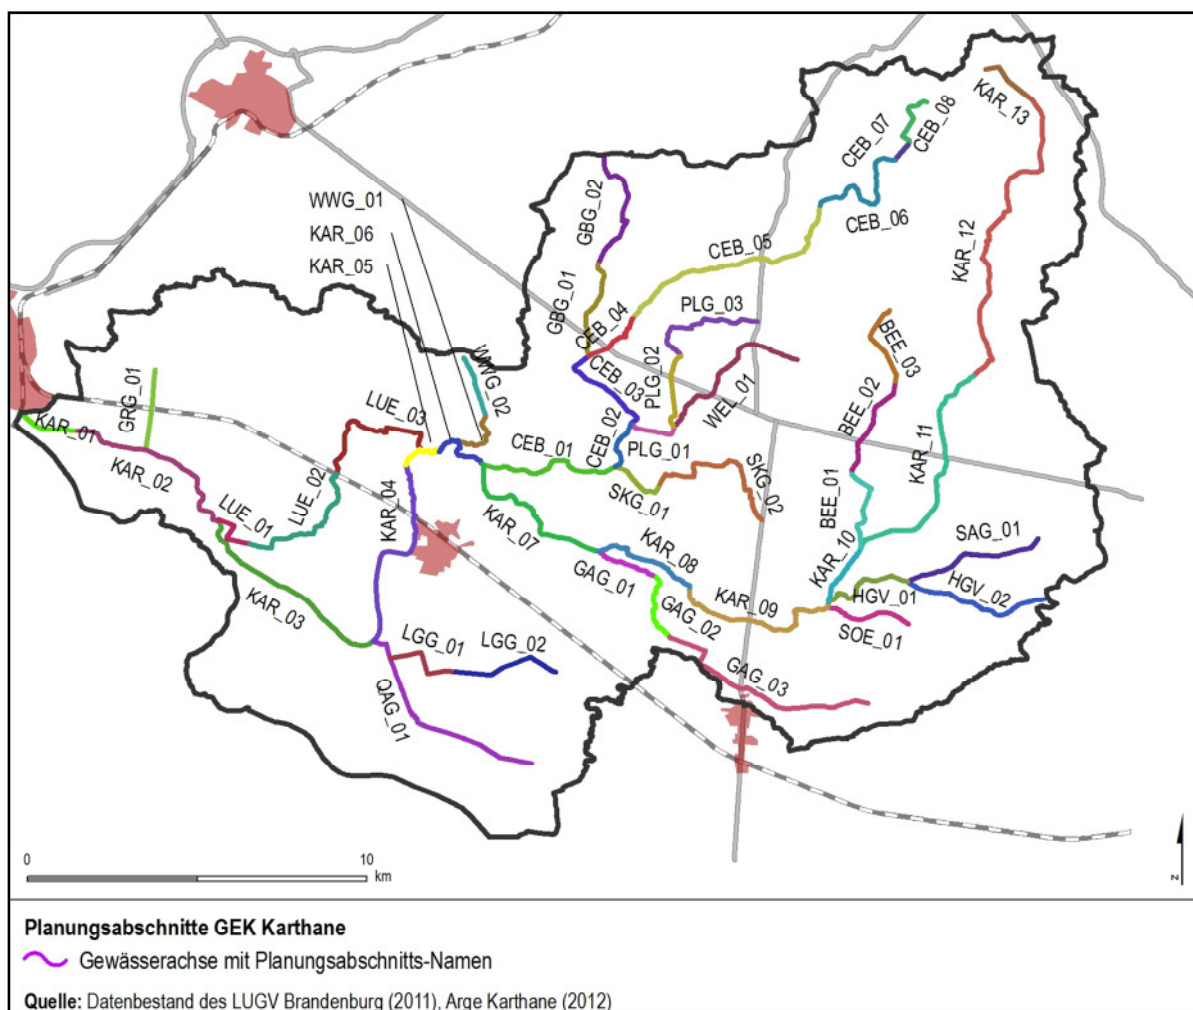 KAR_13
CEB_07
CEB_08
WWG_01
GBG_02
CEB_06
KAR_12
KAR_06
CEB_05
KAR_05
GBG_01
CEB_04
PLG_03
BEE_03
GRG_01
LUE_03
WWG_02
CEB_03
PLG_02
WEL_01
BEE_02
KAR_01
KAR_02
LUE_02
CEB_01
CEB_02
PLG_01
KAR_11
LUE_01
KAR_04
SKG_01
SKG_02
BEE_01
KAR_07
KAR_08
KAR_10
SAG_01
KAR_03
GAG_01
KAR_09
HGV_01
HGV_02
GAG_02
SOE_01
LGG_01
LGG_02
GAG_03
QAG_01
0 10
km
z
Planungsabschnitte GEK Karthane
Gewässerachse mit Planungsabschnitts-Namen
Quelle: Datenbestand des LUGV Brandenburg (2011), Arge Karthane (2012)